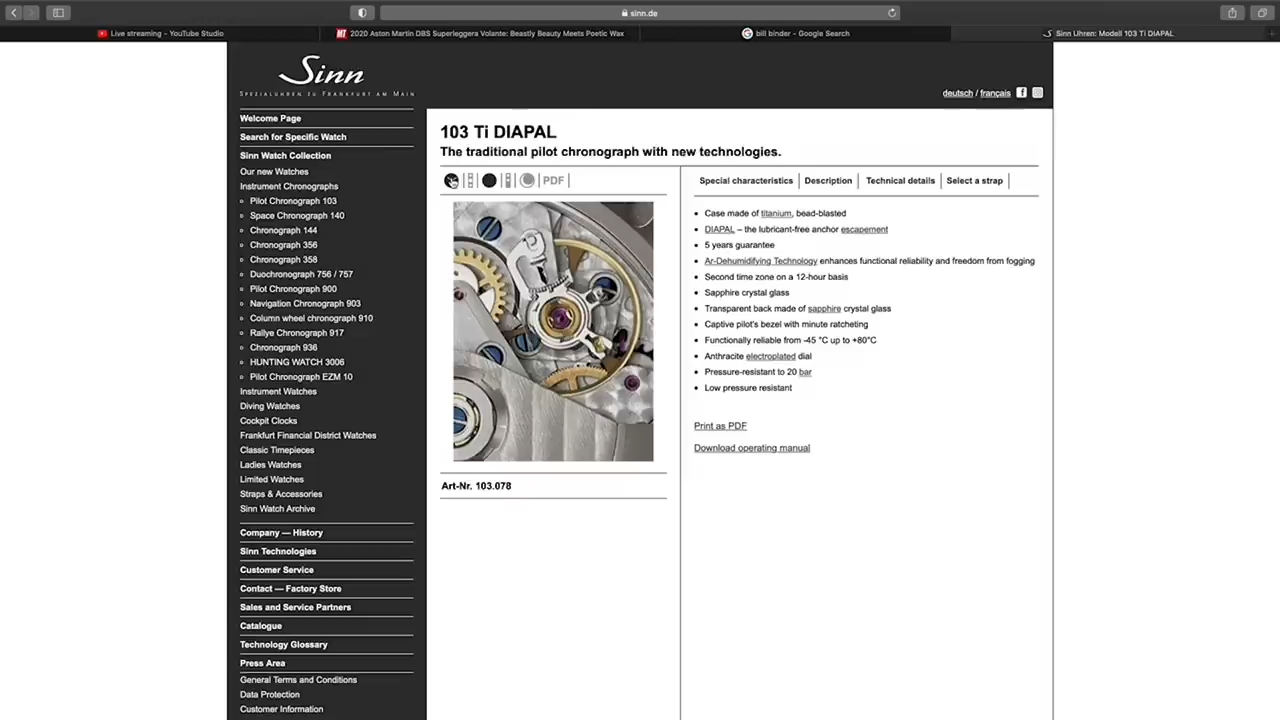 sinn.de
Live streaming - YouTube Studio
MT 2020 Aston Martin DBS Superleggera Volante: Beastly Beauty Meets Poetic Wax
bill binder - Google Search
Sinn Uhren: Modell 103 Ti DIAPAL
Sinn
SPEZIALUHREN ZU FRANKFURT AM MAIN
deutsch / français
Welcome Page
Search for Specific Watch
Sinn Watch Collection
Our new Watches
Instrument Chronographs
Pilot Chronograph 103
Space Chronograph 140
Chronograph 144
Chronograph 356
Chronograph 358
Duochronograph 756 / 757
Pilot Chronograph 900
Navigation Chronograph 903
Column wheel chronograph 910
Rallye Chronograph 917
Chronograph 936
HUNTING WATCH 3006
Pilot Chronograph EZM 10
Instrument Watches
Diving Watches
Cockpit Clocks
Frankfurt Financial District Watches
Classic Timepieces
Ladies Watches
Limited Watches
Straps & Accessories
Sinn Watch Archive
Company — History
Sinn Technologies
Customer Service
Contact — Factory Store
Sales and Service Partners
Catalogue
Technology Glossary
Press Area
General Terms and Conditions
Data Protection
Customer Information
103 Ti DIAPAL
The traditional pilot chronograph with new technologies.
PDF
Art-Nr. 103.078
Special characteristics | Description | Technical details | Select a strap
Case made of titanium, bead-blasted
DIAPAL – the lubricant-free anchor escapement
5 years guarantee
Ar-Dehumidifying Technology enhances functional reliability and freedom from fogging
Second time zone on a 12-hour basis
Sapphire crystal glass
Transparent back made of sapphire crystal glass
Captive pilot's bezel with minute ratcheting
Functionally reliable from -45 °C up to +80°C
Anthracite electroplated dial
Pressure-resistant to 20 bar
Low pressure resistant
Print as PDF
Download operating manual